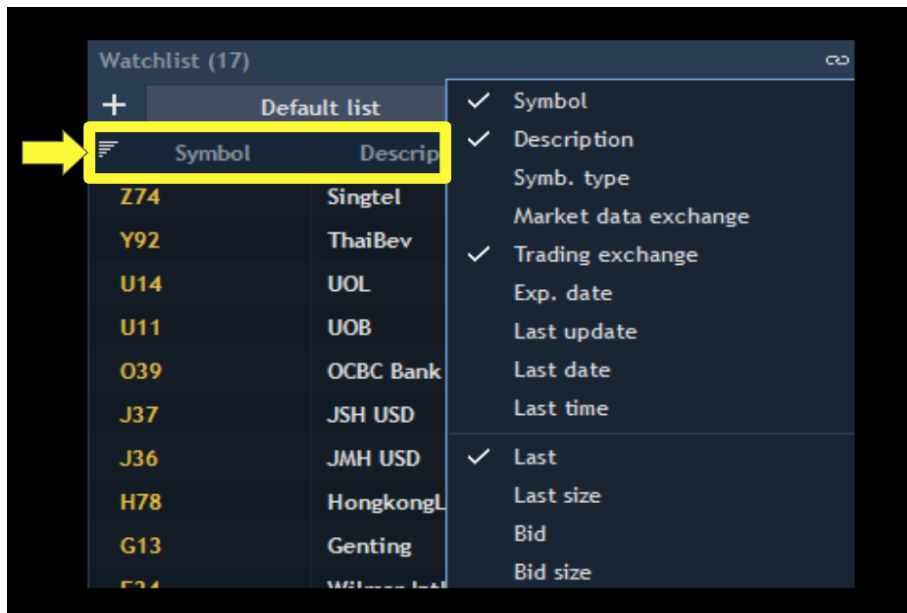 Watchlist (17)
+ Default list
Symbol Descrip
Z74 Singtel
Y92 ThaiBev
U14 UOL
U11 UOB
O39 OCBC Bank
J37 JSH USD
J36 JMH USD
H78 HongkongL
G13 Genting
Symbol
Description
Symb. type
Market data exchange
Trading exchange
Exp. date
Last update
Last date
Last time
Last
Last size
Bid
Bid size